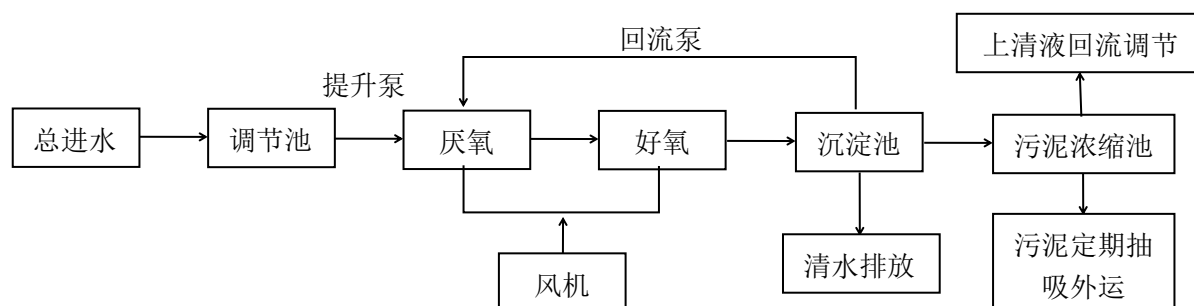 回流泵
上清液回流调节
提升泵
总进水
调节池
厌氧
好氧
沉淀池
污泥浓缩池
风机
清水排放
污泥定期抽
吸外运